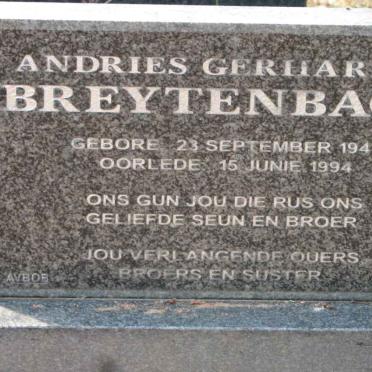 ANDRIES GERHAR
BREYTENBA
GEBORE 23 SEPTEMBER 194
OORLEDE 15 JUNIE 1994
ONS GUN JOU DIE RUS ONS
GELIEFDE SEUN EN BROER
JOU VERLANGENDE OUERS
BROERS EN SUSTER
AVBOB